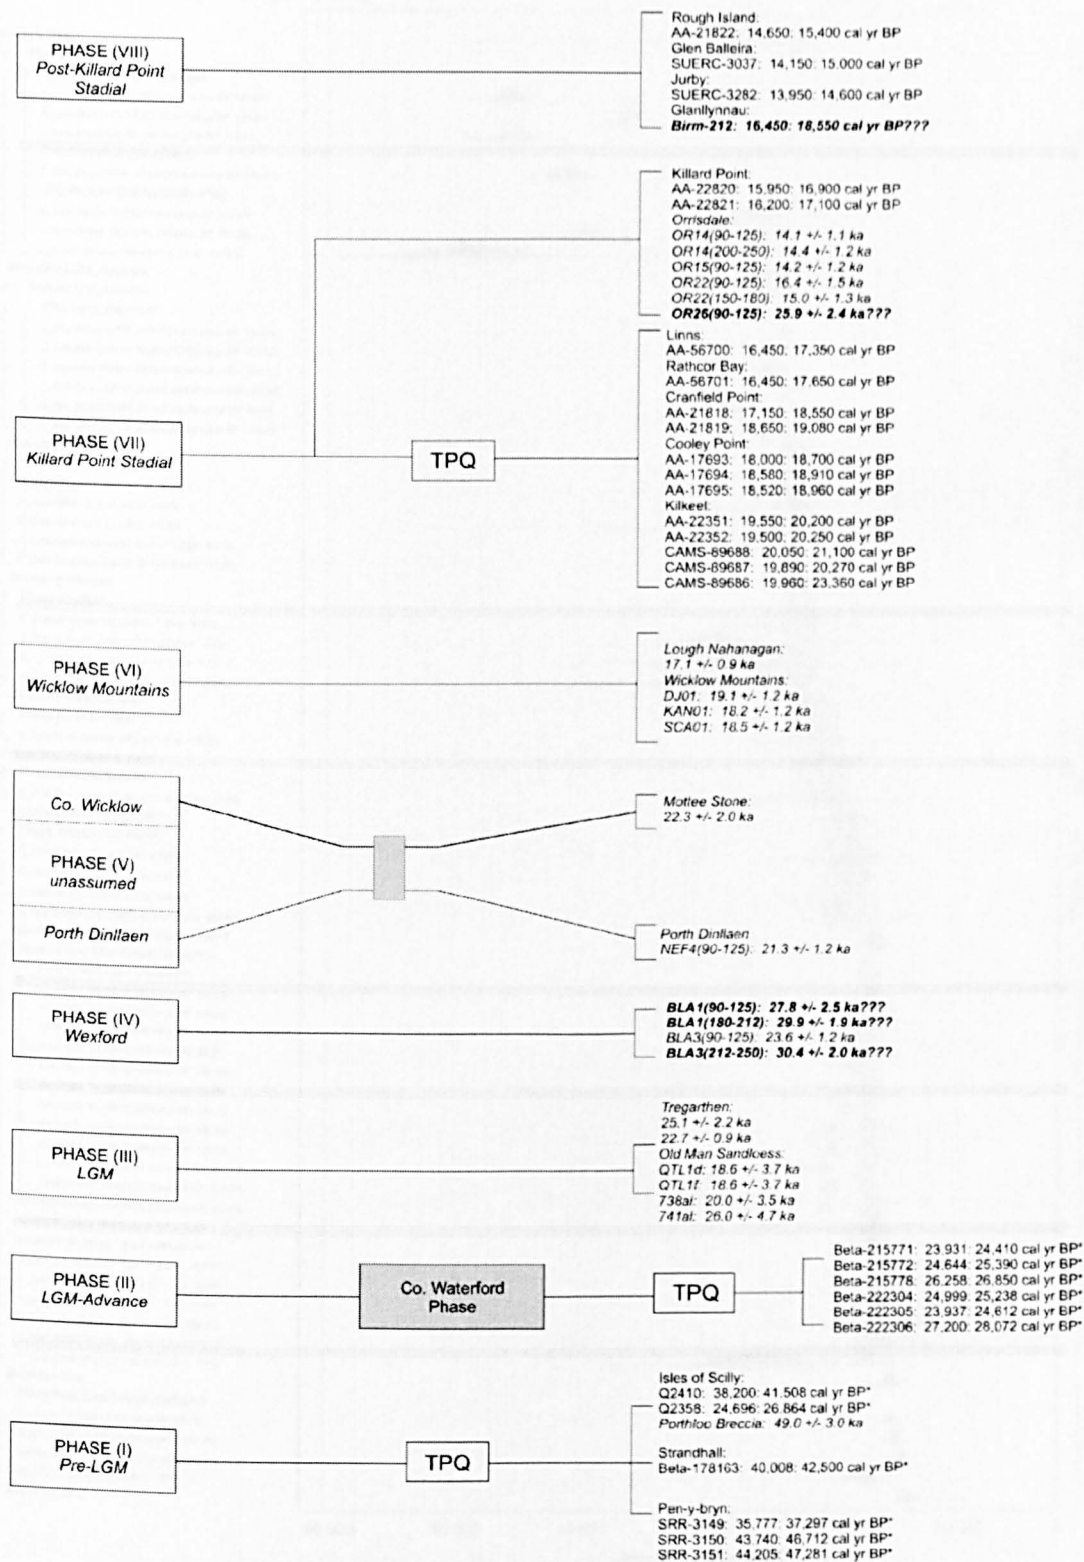 PHASE (VIII)
Post-Killard Point
Stadial
Rough Island:
AA-21822: 14,650: 15,400 cal yr BP
Glen Balleira:
SUERC-3037: 14,150: 15,000 cal yr BP
Jurby:
SUERC-3282: 13,950: 14,600 cal yr BP
Glanllynnau:
Birm-212: 16,450: 18,550 cal yr BP???
PHASE (VII)
Killard Point Stadial
Killard Point:
AA-22820: 15,950: 16,900 cal yr BP
AA-22821: 16,200: 17,100 cal yr BP
Orrisdale:
OR14(90-125): 14.1 +/- 1.1 ka
OR14(200-250): 14.4 +/- 1.2 ka
OR15(90-125): 14.2 +/- 1.2 ka
OR22(90-125): 16.4 +/- 1.5 ka
OR22(150-180): 15.0 +/- 1.3 ka
OR26(90-125): 25.9 +/- 2.4 ka???
TPQ
Linns:
AA-56700: 16,450: 17,350 cal yr BP
Rathcor Bay:
AA-56701: 16,450: 17,650 cal yr BP
Cranfield Point:
AA-21818: 17,150: 18,550 cal yr BP
AA-21819: 18,650: 19,080 cal yr BP
Cooley Point:
AA-17693: 18,000: 18,700 cal yr BP
AA-17694: 18,580: 18,910 cal yr BP
AA-17695: 18,520: 18,960 cal yr BP
Kilkeel:
AA-22351: 19,550: 20,200 cal yr BP
AA-22352: 19,500: 20,250 cal yr BP
CAMS-89688: 20,050: 21,100 cal yr BP
CAMS-89687: 19,890: 20,270 cal yr BP
CAMS-89686: 19,960: 23,360 cal yr BP
PHASE (VI)
Wicklow Mountains
Lough Nahanagan:
17.1 +/- 0.9 ka
Wicklow Mountains:
DJ01: 19.1 +/- 1.2 ka
KAN01: 18.2 +/- 1.2 ka
SCA01: 18.5 +/- 1.2 ka
Co. Wicklow
PHASE (V)
unassumed
Porth Dinllaen
Mottee Stone:
22.3 +/- 2.0 ka
Porth Dinllaen
NEF4(90-125): 21.3 +/- 1.2 ka
PHASE (IV)
Wexford
BLA1(90-125): 27.8 +/- 2.5 ka???
BLA1(180-212): 29.9 +/- 1.9 ka???
BLA3(90-125): 23.6 +/- 1.2 ka
BLA3(212-250): 30.4 +/- 2.0 ka???
PHASE (III)
LGM
Tregarthen:
25.1 +/- 2.2 ka
22.7 +/- 0.9 ka
Old Man Sandloess:
QTL1d: 18.6 +/- 3.7 ka
QTL1f: 18.6 +/- 3.7 ka
738al: 20.0 +/- 3.5 ka
741al: 26.0 +/- 4.7 ka
PHASE (II)
LGM-Advance
Co. Waterford
Phase
TPQ
Beta-215771: 23,931: 24,410 cal yr BP*
Beta-215772: 24,644: 25,390 cal yr BP*
Beta-215778: 26,258: 26,850 cal yr BP*
Beta-222304: 24,999: 25,238 cal yr BP*
Beta-222305: 23,937: 24,612 cal yr BP*
Beta-222306: 27,200: 28,072 cal yr BP*
PHASE (I)
Pre-LGM
TPQ
Isles of Scilly:
Q2410: 38,200: 41,508 cal yr BP*
Q2358: 24,696: 26,864 cal yr BP*
Porthloo Breccia: 49.0 +/- 3.0 ka
Strandhall:
Beta-178163: 40,008: 42,500 cal yr BP*
Pen-y-bryn:
SRR-3149: 35,777: 37,297 cal yr BP*
SRR-3150: 43,740: 46,712 cal yr BP*
SRR-3151: 44,205: 47,281 cal yr BP*